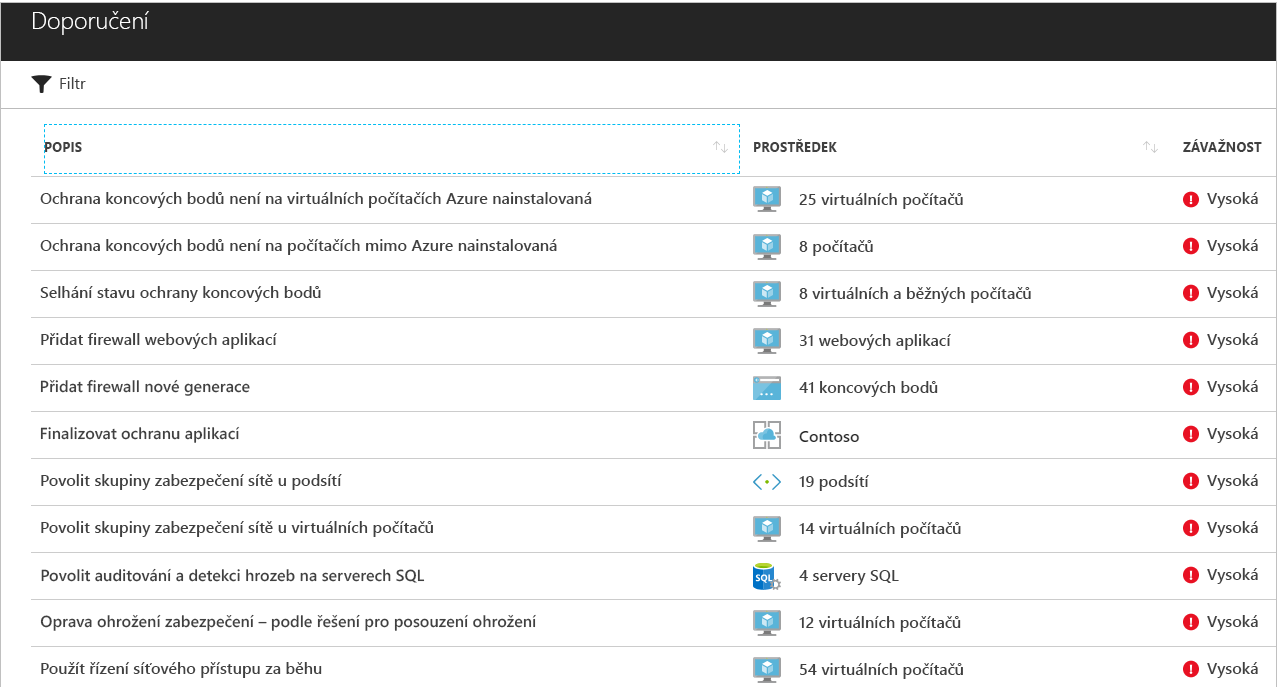 Doporučení
Filtr
POPIS PROSTŘEDEK ZÁVAŽNOST
Ochrana koncových bodů není na virtuálních počítačích Azure nainstalovaná 25 virtuálních počítačů Vysoká
Ochrana koncových bodů není na počítačích mimo Azure nainstalovaná 8 počítačů Vysoká
Selhání stavu ochrany koncových bodů 8 virtuálních a běžných počítačů Vysoká
Přidat firewall webových aplikací 31 webových aplikací Vysoká
Přidat firewall nové generace 41 koncových bodů Vysoká
Finalizovat ochranu aplikací Contoso Vysoká
Povolit skupiny zabezpečení sítě u podsítí 19 podsítí Vysoká
Povolit skupiny zabezpečení sítě u virtuálních počítačů 14 virtuálních počítačů Vysoká
Povolit auditování a detekci hrozeb na serverech SQL SQL 4 servery SQL Vysoká
Oprava ohrožení zabezpečení – podle řešení pro posouzení ohrožení 12 virtuálních počítačů Vysoká
Použít řízení síťového přístupu za běhu 54 virtuálních počítačů Vysoká